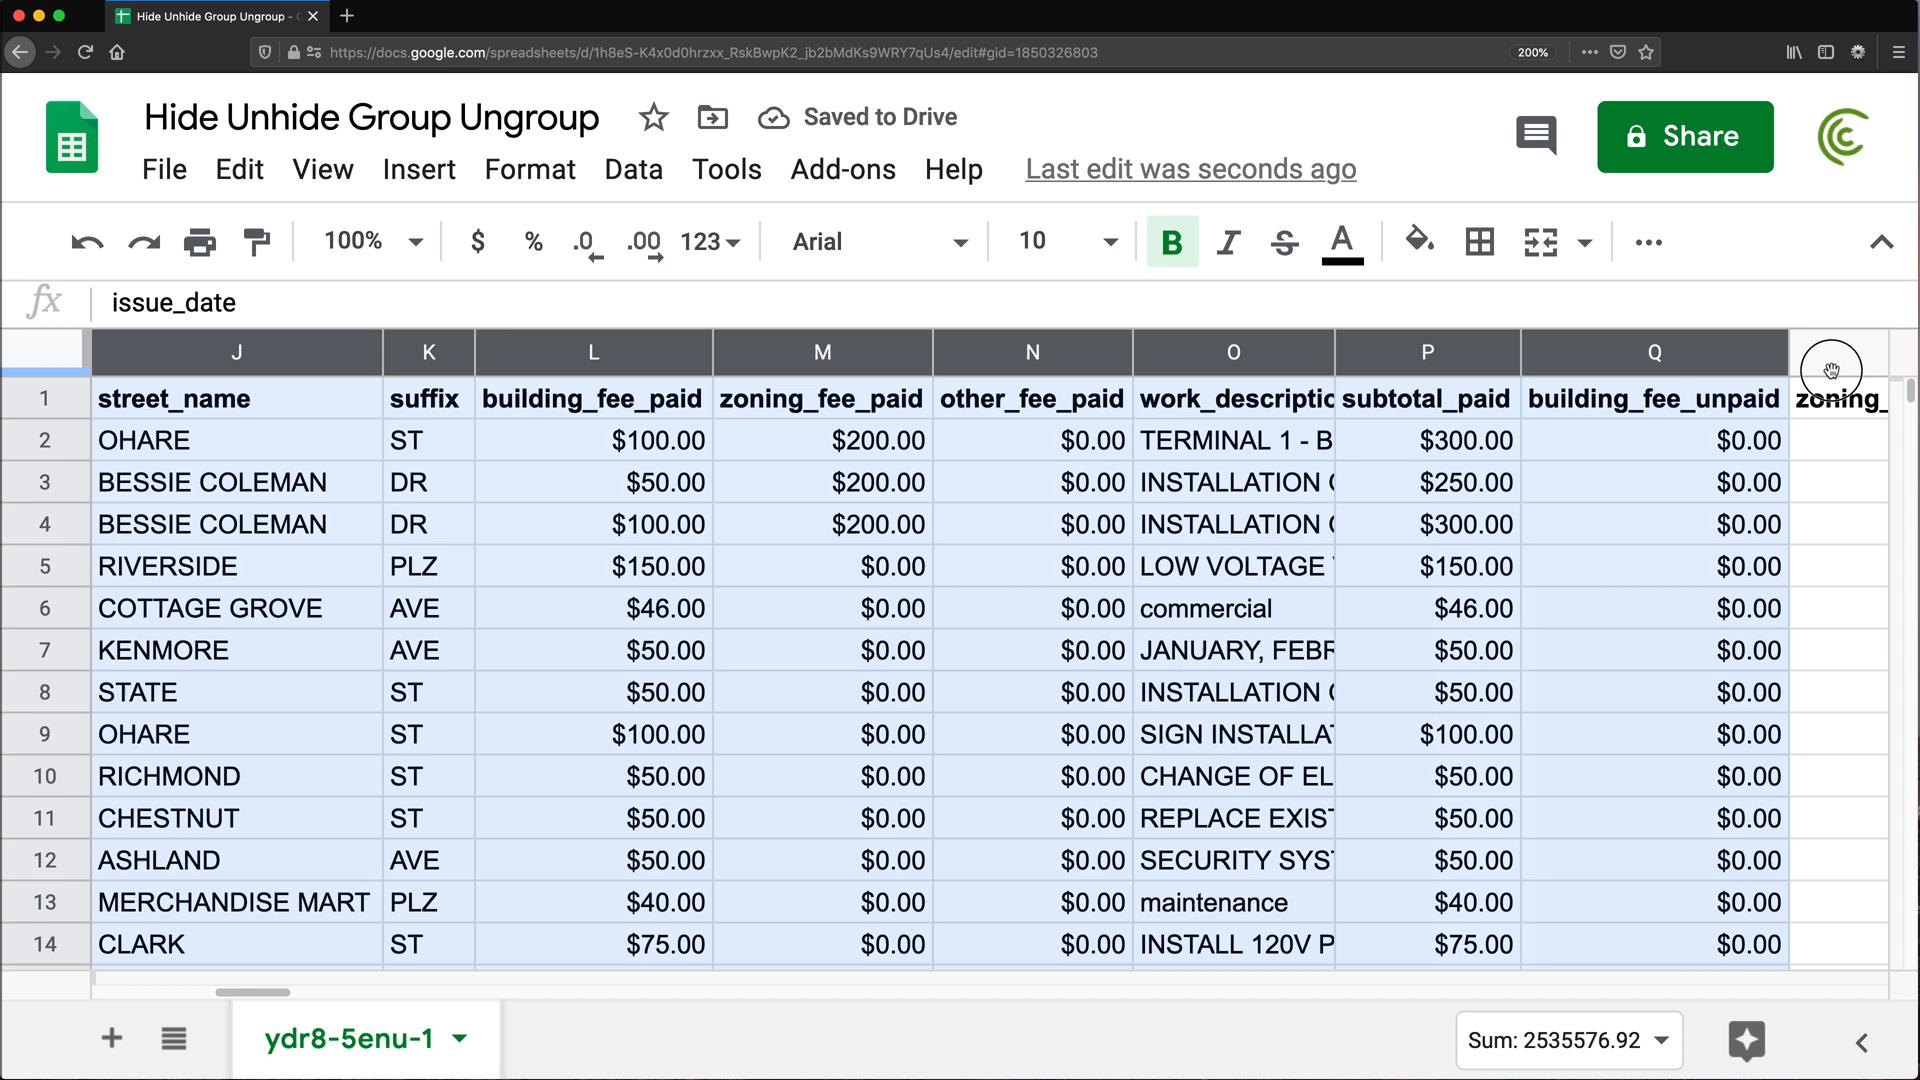 Hide Unhide Group Ungroup -
https://docs.google.com/spreadsheets/d/1h8eS-K4x0d0hrzxx_RskBwpK2_jb2bMdKs9WRY7qUs4/edit#gid=1850326803
200%
Hide Unhide Group Ungroup
Saved to Drive
File Edit View Insert Format Data Tools Add-ons Help Last edit was seconds ago
Share
100% $ % .0 .00 123 Arial 10 B I S A
fx issue_date
J K L M N O P Q
1 street_name suffix building_fee_paid zoning_fee_paid other_fee_paid work_descriptic subtotal_paid building_fee_unpaid zoning_
2 OHARE ST $100.00 $200.00 $0.00 TERMINAL 1 - B $300.00 $0.00
3 BESSIE COLEMAN DR $50.00 $200.00 $0.00 INSTALLATION $250.00 $0.00
4 BESSIE COLEMAN DR $100.00 $200.00 $0.00 INSTALLATION $300.00 $0.00
5 RIVERSIDE PLZ $150.00 $0.00 $0.00 LOW VOLTAGE $150.00 $0.00
6 COTTAGE GROVE AVE $46.00 $0.00 $0.00 commercial $46.00 $0.00
7 KENMORE AVE $50.00 $0.00 $0.00 JANUARY, FEBR $50.00 $0.00
8 STATE ST $50.00 $0.00 $0.00 INSTALLATION $50.00 $0.00
9 OHARE ST $100.00 $0.00 $0.00 SIGN INSTALLAT $100.00 $0.00
10 RICHMOND ST $50.00 $0.00 $0.00 CHANGE OF EL $50.00 $0.00
11 CHESTNUT ST $50.00 $0.00 $0.00 REPLACE EXIST $50.00 $0.00
12 ASHLAND AVE $50.00 $0.00 $0.00 SECURITY SYST $50.00 $0.00
13 MERCHANDISE MART PLZ $40.00 $0.00 $0.00 maintenance $40.00 $0.00
14 CLARK ST $75.00 $0.00 $0.00 INSTALL 120V P $75.00 $0.00
ydr8-5enu-1
Sum: 2535576.92